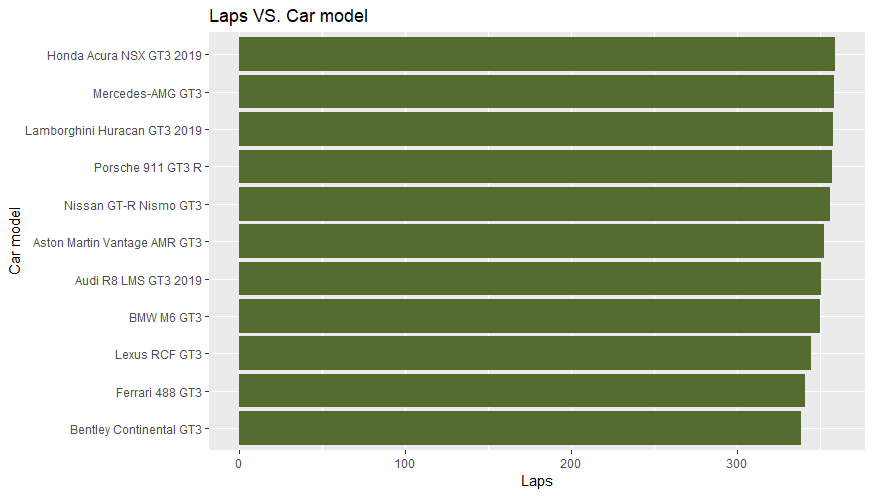 Laps VS. Car model
Honda Acura NSX GT3 2019
Mercedes-AMG GT3
Lamborghini Huracan GT3 2019
Porsche 911 GT3 R
Nissan GT-R Nismo GT3
Aston Martin Vantage AMR GT3
Audi R8 LMS GT3 2019
BMW M6 GT3
Lexus RCF GT3
Ferrari 488 GT3
Bentley Continental GT3
Car model
0 100 200 300
Laps